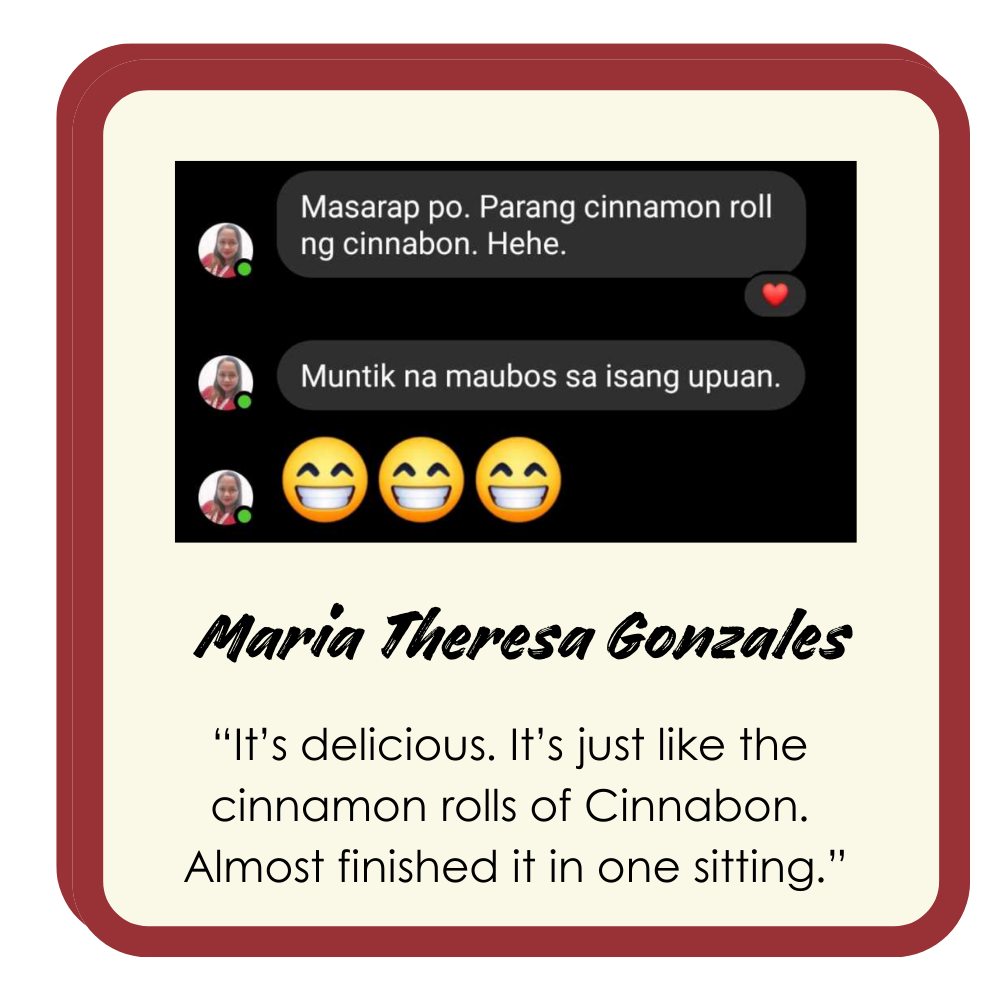 Masarap po. Parang cinnamon roll
ng cinnabon. Hehe.
Muntik na maubos sa isang upuan.
Maria Theresa Gonzales
“It’s delicious. It’s just like the
cinnamon rolls of Cinnabon.
Almost finished it in one sitting.”